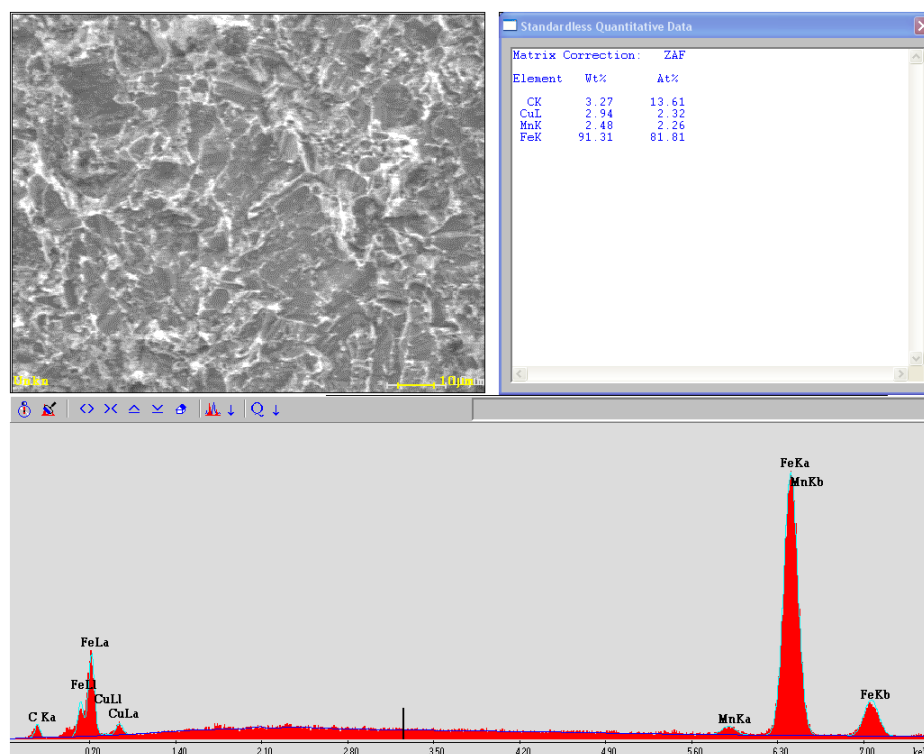 Standardless Quantitative Data
Matrix Correction: ZAF
Element Wt% At%
CK 3.27 13.61
CuL 2.94 2.32
MnK 2.48 2.26
FeK 91.31 81.81
Q
FeKa
MnKb
FeLa
FeLl
CuLl
C Ka
CuLa
MnKa
FeKb
0.70 1.40 2.10 2.80 3.50 4.20 4.90 5.60 6.30 7.00